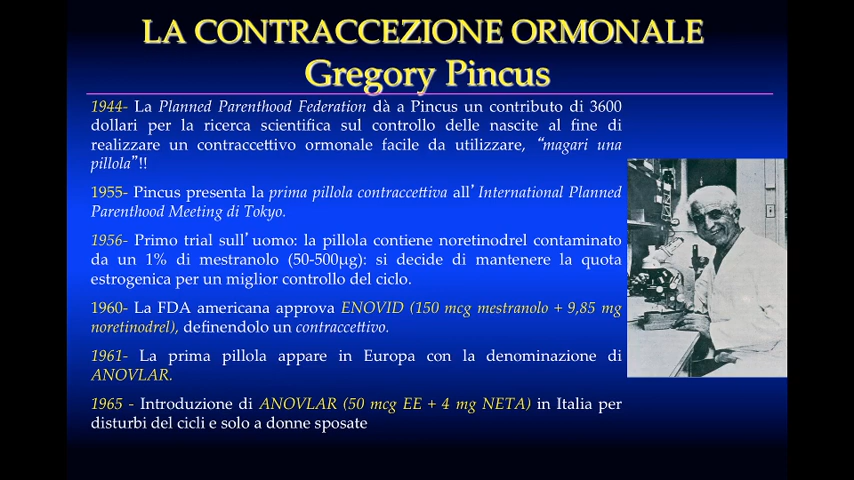 LA CONTRACCEZIONE ORMONALE
Gregory Pincus
1944- La Planned Parenthood Federation dà a Pincus un contributo di 3600
dollari per la ricerca scientifica sul controllo delle nascite al fine di
realizzare un contraccettivo ormonale facile da utilizzare, “magari una
pillola”!!
1955- Pincus presenta la prima pillola contraccettiva all’International Planned
Parenthood Meeting di Tokyo.
1956- Primo trial sull’uomo: la pillola contiene noretinodrel contaminato
da un 1% di mestranolo (50-500µg): si decide di mantenere la quota
estrogenica per un miglior controllo del ciclo.
1960- La FDA americana approva ENOVID (150 mcg mestranolo + 9,85 mg
noretinodrel), definendolo un contraccettivo.
1961- La prima pillola appare in Europa con la denominazione di
ANOVLAR.
1965 - Introduzione di ANOVLAR (50 mcg EE + 4 mg NETA) in Italia per
disturbi del cicli e solo a donne sposate